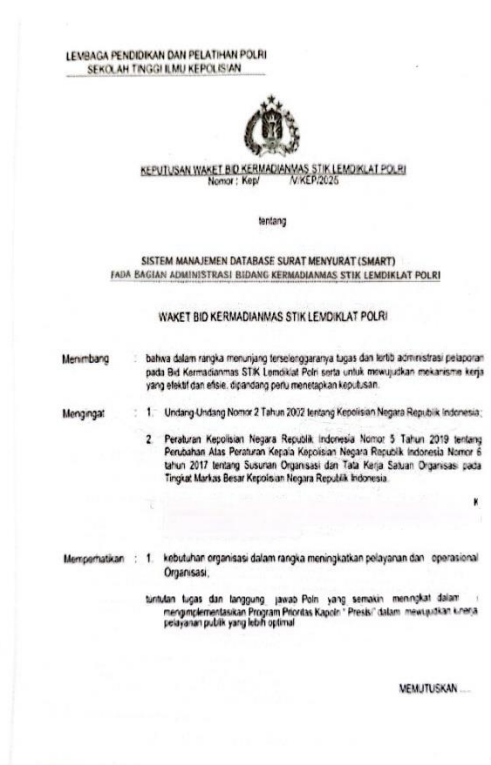 LEMBAGA PENDIDIKAN DAN PELATIHAN POLRI
SEKOLAH TINGGI ILMU KEPOLISIAN
KEPUTUSAN WAKET BID KERMADIANMAS STIK LEMDIKLAT POLRI
Nomor : Kep/ /V/KEP/2025
tentang
SISTEM MANAJEMEN DATABASE SURAT MENYURAT (SMART)
PADA BAGIAN ADMINISTRASI BIDANG KERMADIANMAS STIK LEMDIKLAT POLRI
WAKET BID KERMADIANMAS STIK LEMDIKLAT POLRI
Menimbang : bahwa dalam rangka menunjang terselenggaranya tugas dan tertib administrasi pelaporan
pada Bid Kermadianmas STIK Lemdiklat Polri serta untuk mewujudkan mekanisme kerja
yang efektif dan efisie, dipandang perlu menetapkan keputusan.
Mengingat : 1. Undang-Undang Nomor 2 Tahun 2002 tentang Kepolisian Negara Republik Indonesia;
2. Peraturan Kepolisian Negara Republik Indonesia Nomor 5 Tahun 2019 tentang
Perubahan Atas Peraturan Kepala Kepolisian Negara Republik Indonesia Nomor 6
tahun 2017 tentang Susunan Organisasi dan Tata Kerja Satuan Organisasi pada
Tingkat Markas Besar Kepolisian Negara Republik Indonesia.
Memperhatikan : 1. kebutuhan organisasi dalam rangka meningkatkan pelayanan dan operasional
Organisasi;
tuntutan tugas dan tanggung jawab Polri yang semakin meningkat dalam
mengimplementasikan Program Prioritas Kapolri " Presisi" dalam mewujudkan kinerja
pelayanan publik yang lebih optimal
MEMUTUSKAN ....